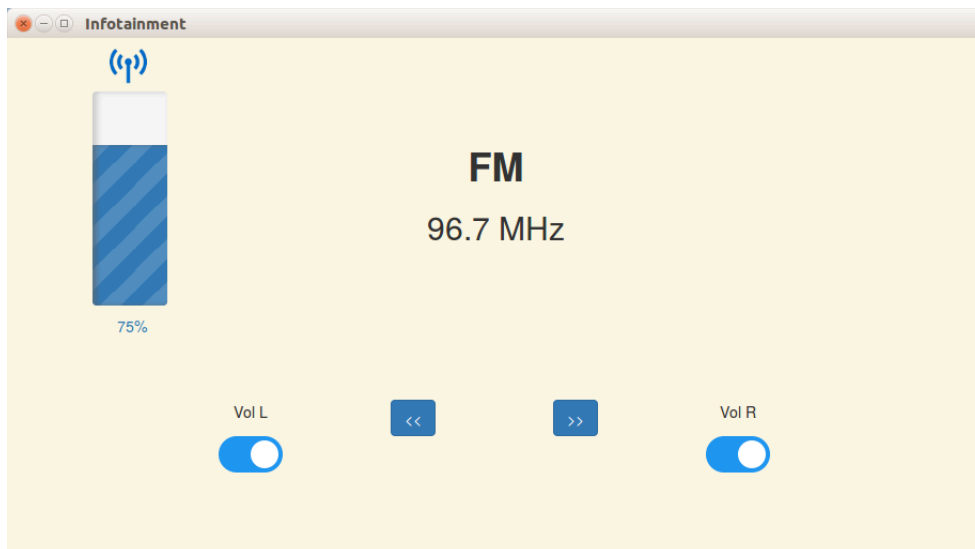 Infotainment
FM
96.7 MHz
75%
Vol L
<<
>>
Vol R